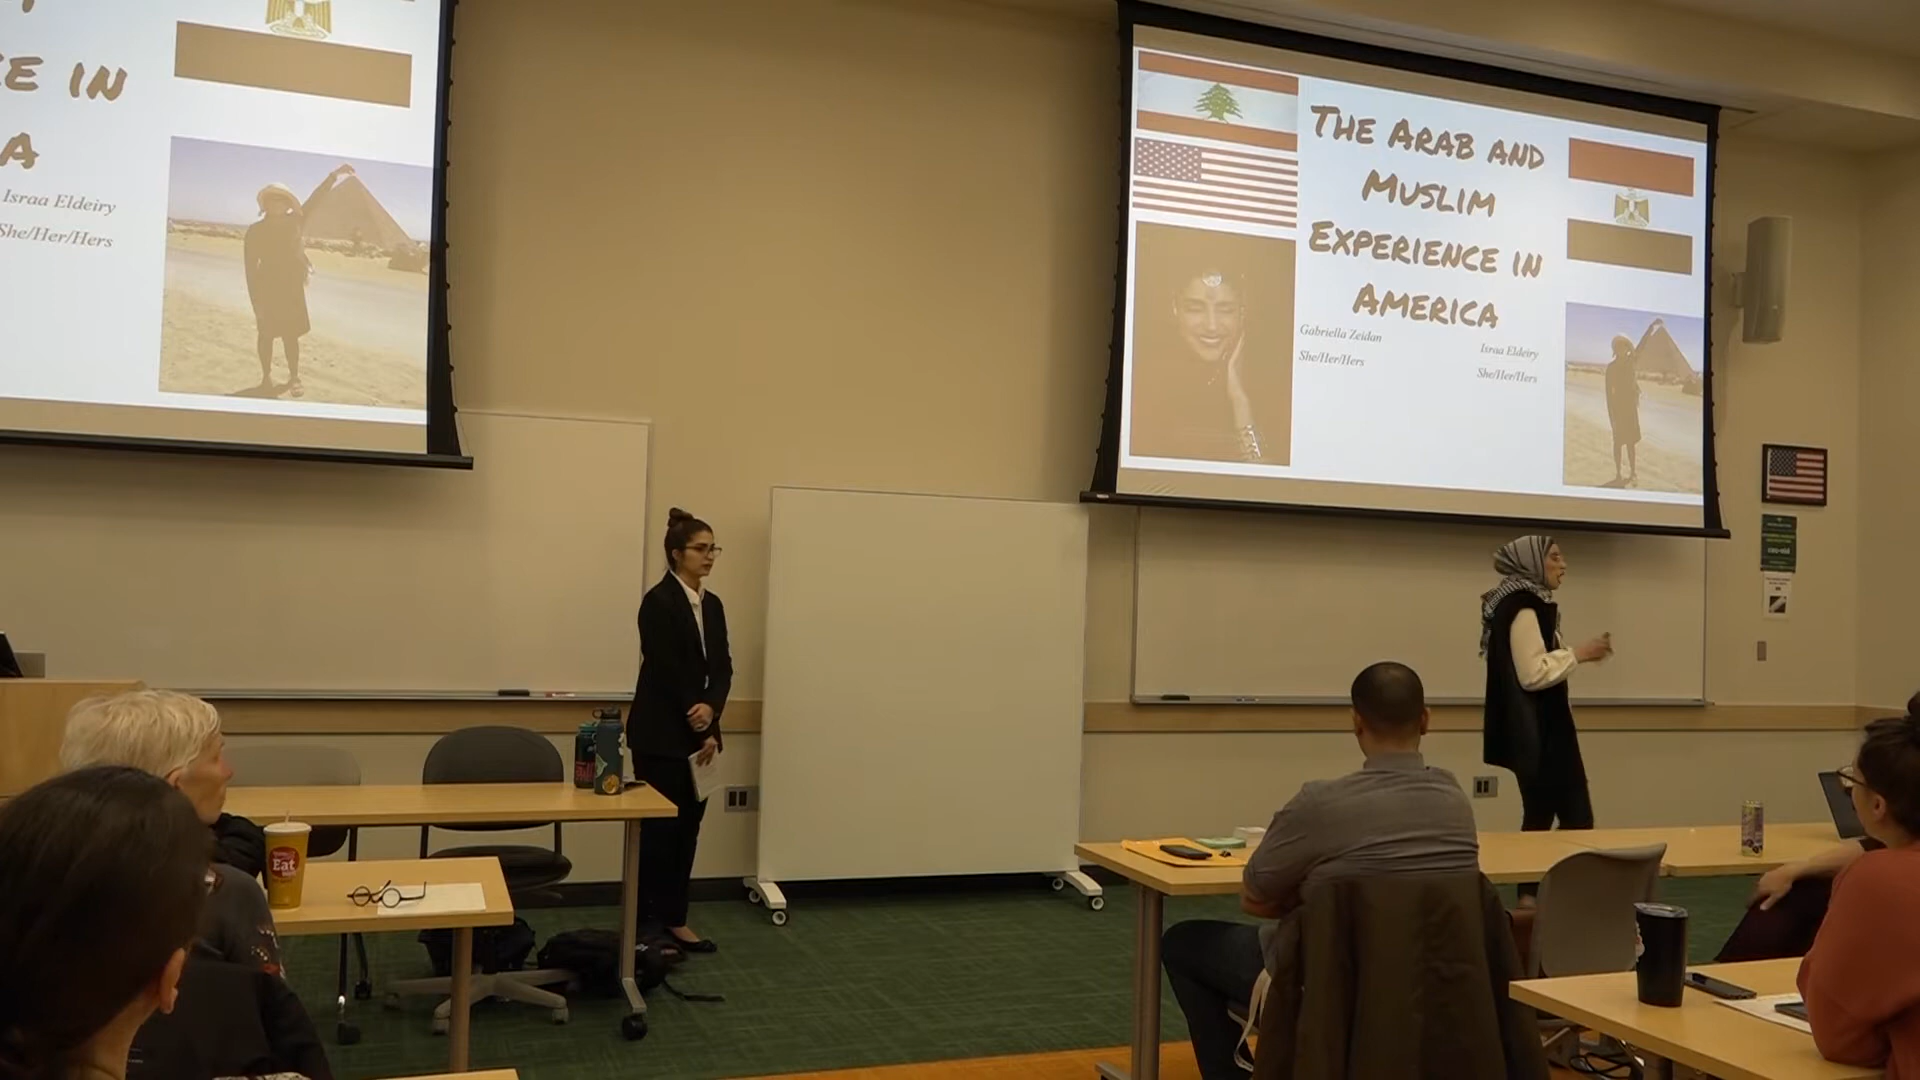 E IN
A
Israa Eldeiry
She/Her/Hers
The Arab and
Muslim
Experience in
America
Gabriella Zeidan
She/Her/Hers
Israa Eldeiry
She/Her/Hers
Eat